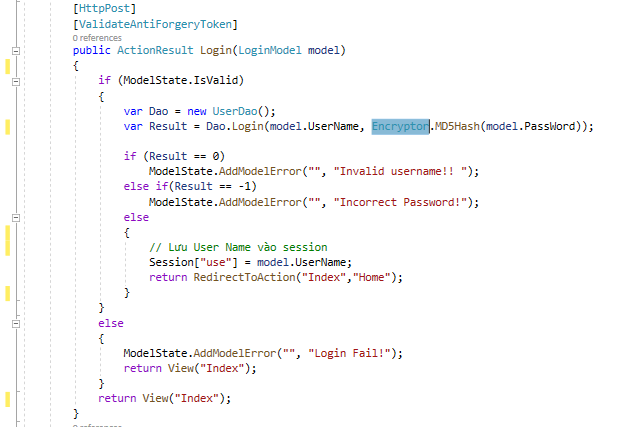 [HttpPost]
[ValidateAntiForgeryToken]
0 references
public ActionResult Login(LoginModel model)
{
if (ModelState.IsValid)
{
var Dao = new UserDao();
var Result = Dao.Login(model.UserName, Encryptor.MD5Hash(model.PassWord));
if (Result == 0)
ModelState.AddModelError("", "Invalid username!! ");
else if(Result == -1)
ModelState.AddModelError("", "Incorrect Password!");
else
{
// Lưu User Name vào session
Session["use"] = model.UserName;
return RedirectToAction("Index","Home");
}
}
else
{
ModelState.AddModelError("", "Login Fail!");
return View("Index");
}
return View("Index");
}
0 references